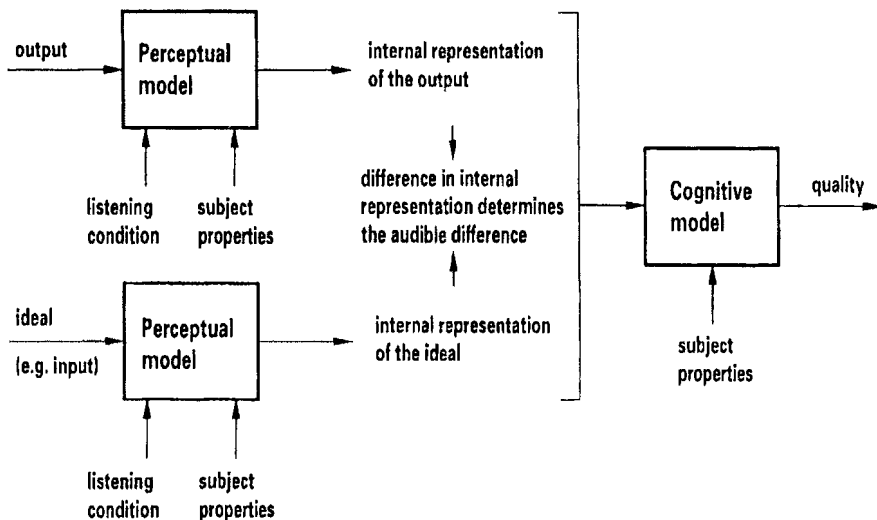 output
Perceptual
model
internal representation
of the output
listening
condition
subject
properties
difference in internal
representation determines
the audible difference
Cognitive
model
quality
subject
properties
ideal
(e.g. input)
Perceptual
model
internal representation
of the ideal
listening
condition
subject
properties